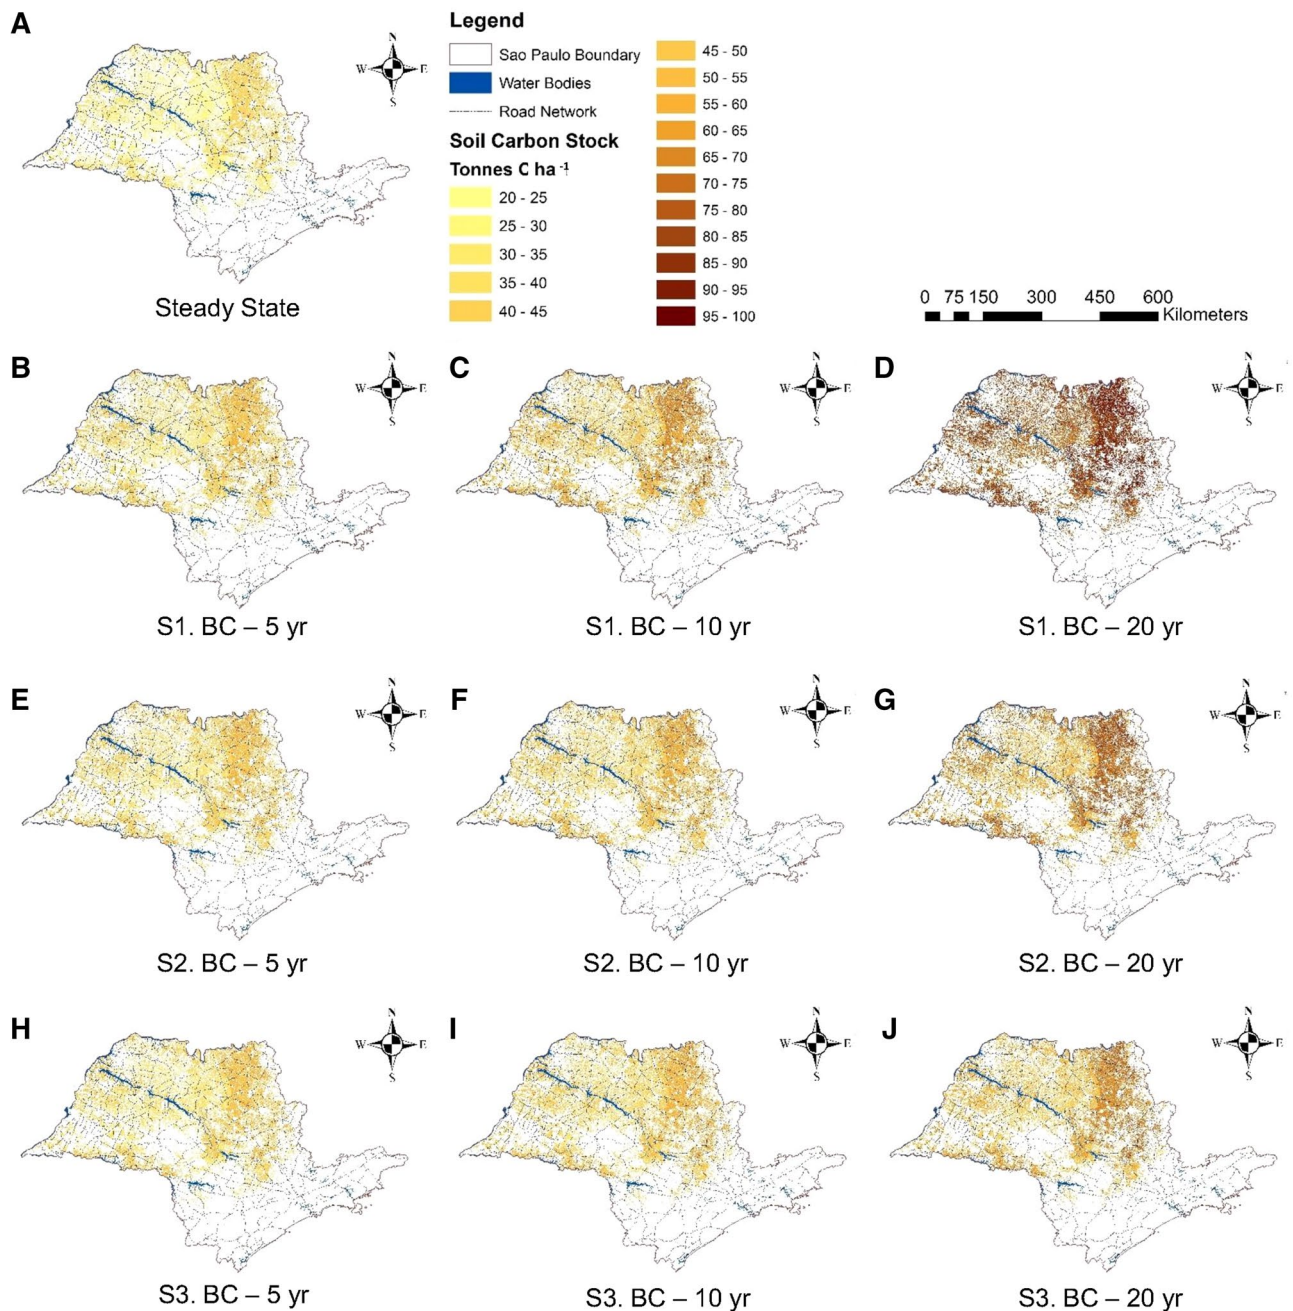 A
N
W E
S
Steady State
Legend
Sao Paulo Boundary
Water Bodies
Road Network
Soil Carbon Stock
Tonnes C ha -1
20 - 25
25 - 30
30 - 35
35 - 40
40 - 45
45 - 50
50 - 55
55 - 60
60 - 65
65 - 70
70 - 75
75 - 80
80 - 85
85 - 90
90 - 95
95 - 100
0 75 150 300 450 600
Kilometers
B
N
W E
S
S1. BC – 5 yr
C
N
W E
S
S1. BC – 10 yr
D
N
W E
S
S1. BC – 20 yr
E
N
W E
S
S2. BC – 5 yr
F
N
W E
S
S2. BC – 10 yr
G
N
W E
S
S2. BC – 20 yr
H
N
W E
S
S3. BC – 5 yr
I
N
W E
S
S3. BC – 10 yr
J
N
W E
S
S3. BC – 20 yr